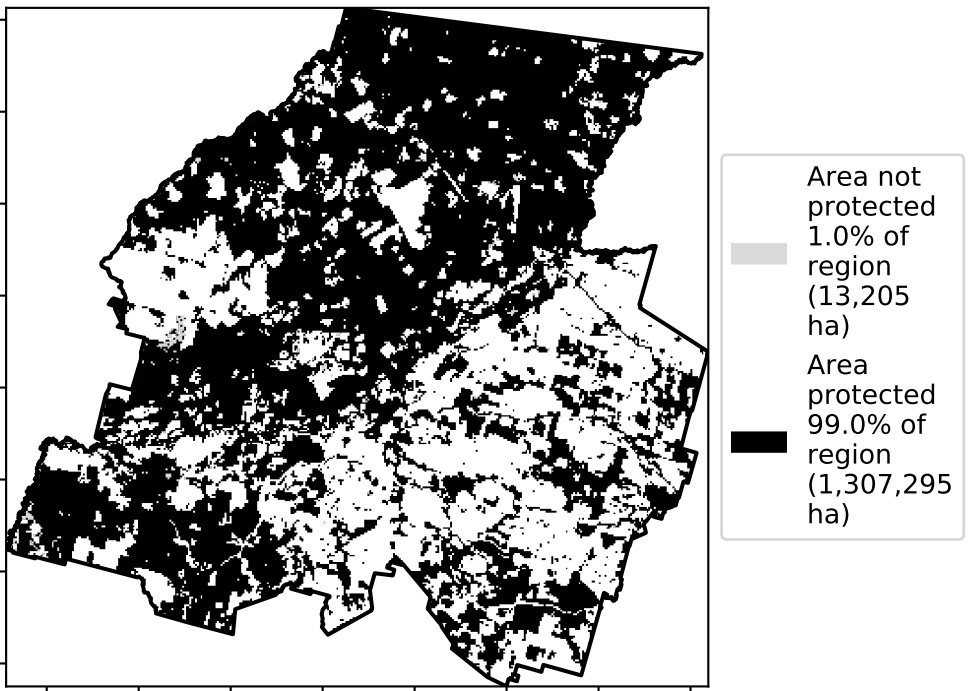 Area not
protected
1.0% of
region
(13,205
ha)
Area
protected
99.0% of
region
(1,307,295
ha)